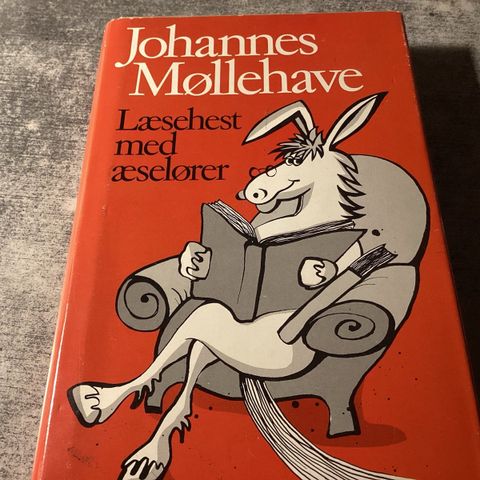 Johannes
Møllehave
Læsehest
med
æselører